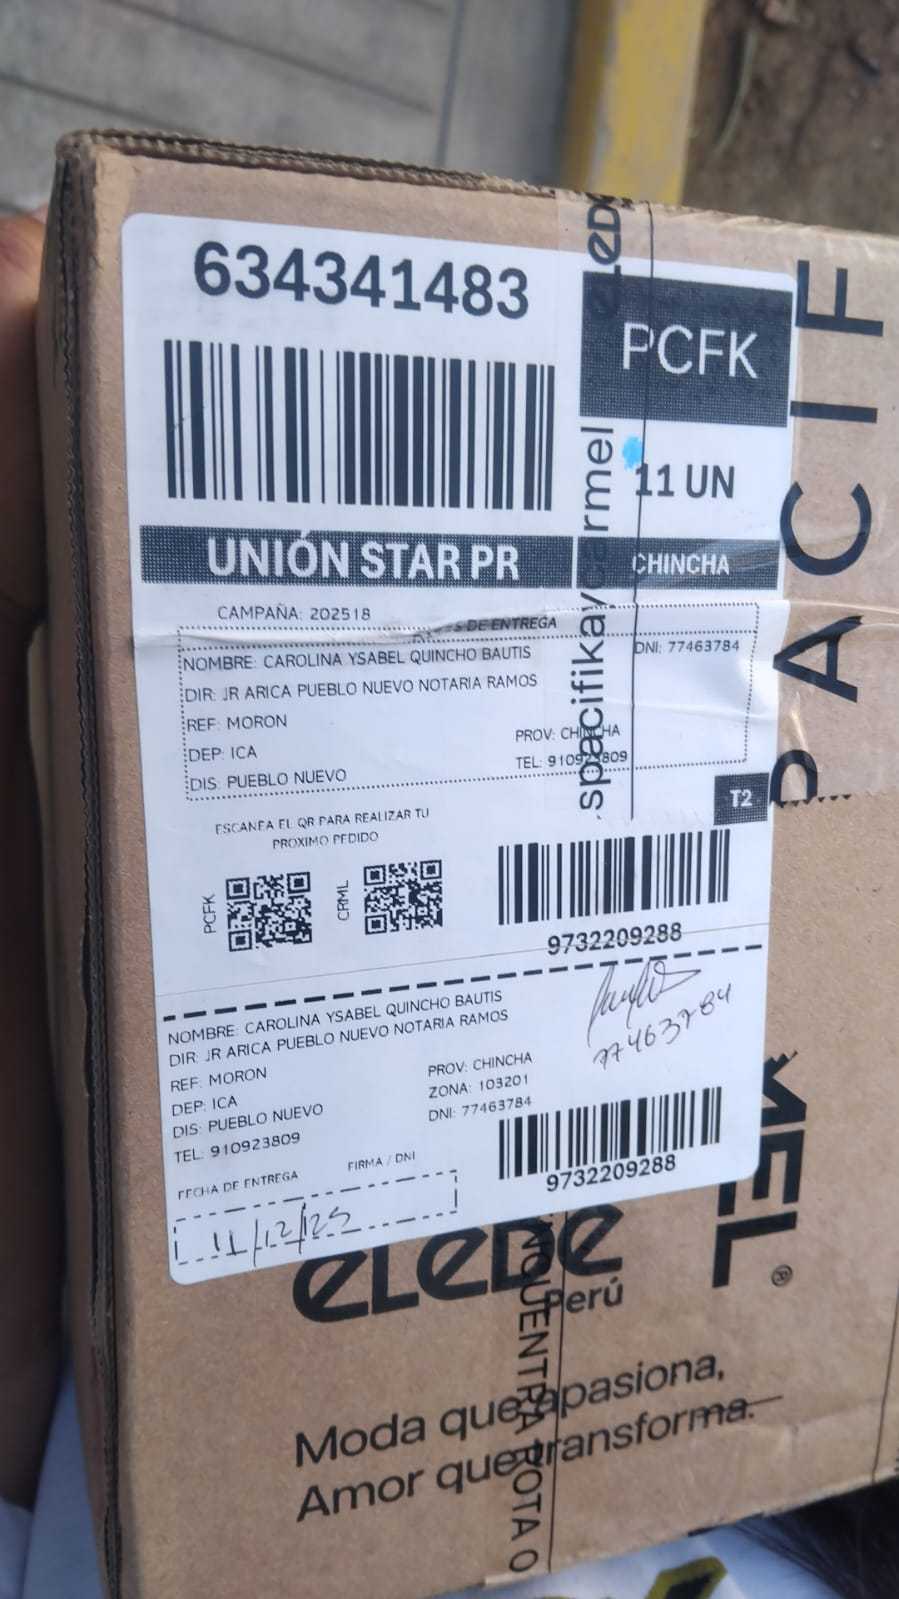 634341483
PCFK
11 UN
UNIÓN STAR PR
CHINCHA
CAMPAÑA: 202518
DE ENTREGA
NOMBRE: CAROLINA YSABEL QUINCHO BAUTIS
DNI: 77463784
DIR: JR ARICA PUEBLO NUEVO NOTARIA RAMOS
REF: MORON
DEP: ICA
PROV: CHINCHA
DIS: PUEBLO NUEVO
TEL: 910923809
T2
ESCANEA EL QR PARA REALIZAR TU
PROXIMO PEDIDO
PCFK
CRML
9732209288
NOMBRE: CAROLINA YSABEL QUINCHO BAUTIS
DIR: JR ARICA PUEBLO NUEVO NOTARIA RAMOS
REF: MORON
DEP: ICA
DIS: PUEBLO NUEVO
TEL: 910923809
PROV: CHINCHA
ZONA: 103201
DNI: 77463784
77463784
9732209288
FECHA DE ENTREGA
FIRMA / DNI
11/12/25
spacifikaycarmel
PACIF
MEL®
eLeDe
Perú
Moda que apasiona,
Amor que transforma.
NCUENTRA ROTA O